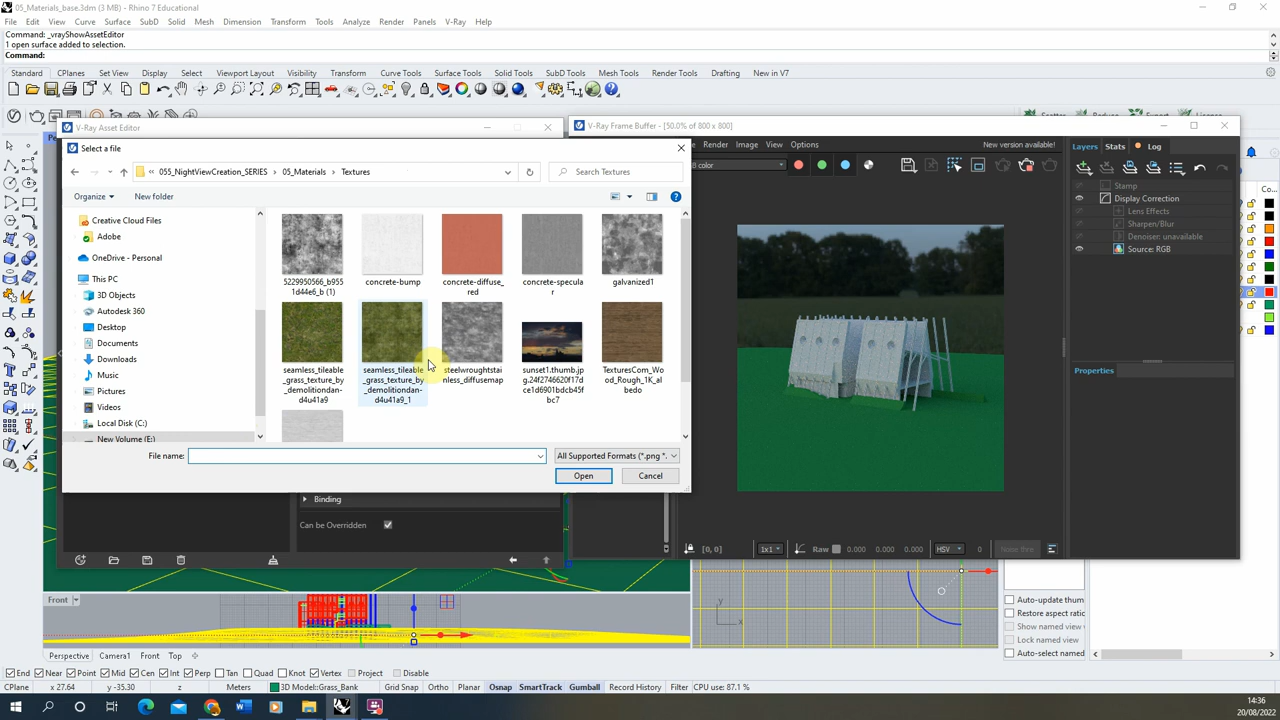 05_Materials_base.3dm (3 MB) - Rhino 7 Educational
File Edit View Curve Surface SubD Solid Mesh Dimension Transform Tools Analyze Render Panels V-Ray Help
Command: _vrayShowAssetEditor
1 open surface added to selection.
Command:
Standard CPlanes Set View Display Select Viewport Layout Visibility Transform Curve Tools Surface Tools Solid Tools SubD Tools Mesh Tools Render Tools Drafting New in V7
V-Ray Asset Editor
V-Ray Frame Buffer - [50.0% of 800 x 800]
Select a file
Render Image View Options
New version available!
Layers Stats Log
055_NightViewCreation_SERIES
05_Materials
Textures
Search Textures
RGB color
Organize
New folder
Stamp
Display Correction
Lens Effects
Sharpen/Blur
Denoiser: unavailable
Source: RGB
Co...
Creative Cloud Files
Adobe
OneDrive - Personal
This PC
3D Objects
Autodesk 360
Desktop
Documents
Downloads
Music
Pictures
Videos
Local Disk (C:)
New Volume (E:)
5229950566_b955
1d44e6_b (1)
concrete-bump
concrete-diffuse_
red
concrete-specula
r
galvanized1
seamless_tileable
_grass_texture_by
_demolitiondan-
d4u41a9
seamless_tileable
_grass_texture_by
_demolitiondan-
d4u41a9_1
steelwroughtstai
nless_diffusemap
sunset1.thumb.jp
g.24f2746620f17d
ce1d6901bdcb45f
bc7
TexturesCom_Wo
od_Rough_1K_al
bedo
Properties
File name:
All Supported Formats (*.png *.
Open
Cancel
Binding
Can be Overridden
[0, 0]
1x1
Raw
0.000 0.000 0.000
HSV
0
Front
y
x
Auto-update thum
Restore aspect ratio
Show named view
Lock named view
Auto-select named
Perspective Camera1 Front Top
End Near Point Mid Cen Int Perp Tan Quad Knot Vertex Project Disable
CPlane x 27.64 y -35.30 z Meters 3D Model::Grass_Bank Grid Snap Ortho Planar Osnap SmartTrack Gumball Record History Filter CPU use: 87.1 %
14:36
20/08/2022